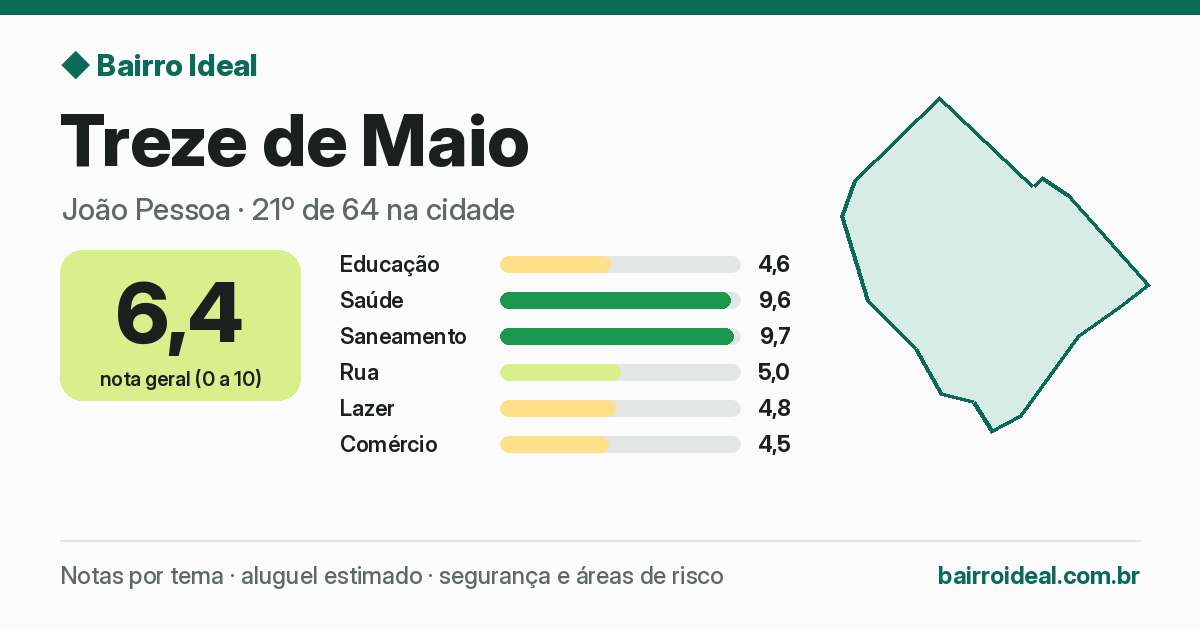 Bairro Ideal
Treze de Maio
João Pessoa · 21º de 64 na cidade
6,4
nota geral (0 a 10)
Educação 4,6
Saúde 9,6
Saneamento 9,7
Rua 5,0
Lazer 4,8
Comércio 4,5
Notas por tema · aluguel estimado · segurança e áreas de risco
bairroideal.com.br